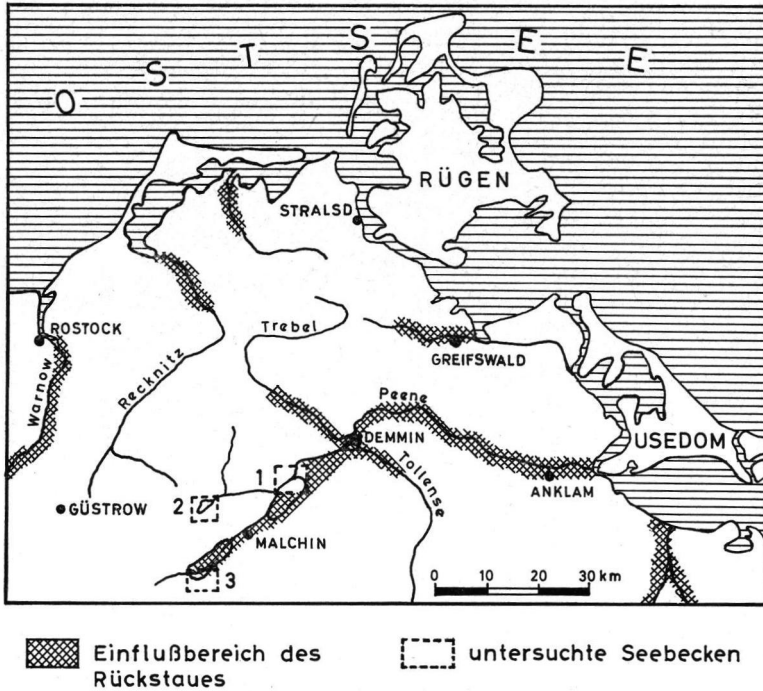 OSTSEE
RÜGEN
STRALSD
ROSTOCK
Trebel
GREIFSWALD
Warnow
Recknitz
Peene
DEMMIN
USEDOM
Tollense
1
2
ANKLAM
GÜSTROW
MALCHIN
3
0 10 20 30 km
Einflußbereich des
Rückstaues
untersuchte Seebecken